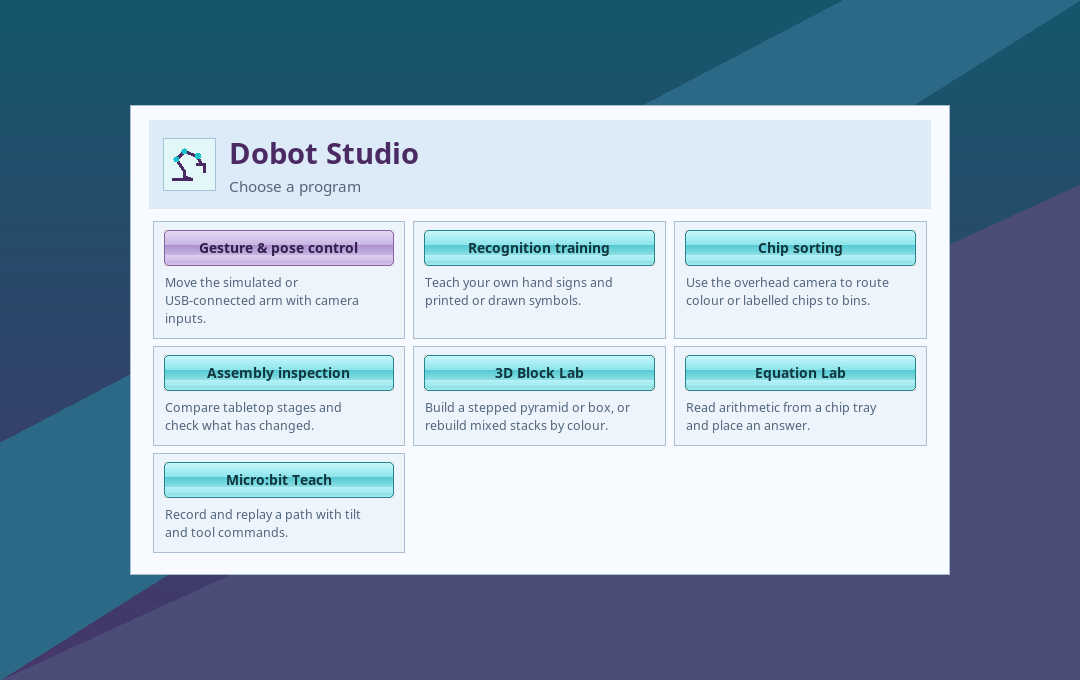 Dobot Studio
Choose a program
Gesture & pose control
Move the simulated or
USB-connected arm with camera
inputs.
Recognition training
Teach your own hand signs and
printed or drawn symbols.
Chip sorting
Use the overhead camera to route
colour or labelled chips to bins.
Assembly inspection
Compare tabletop stages and
check what has changed.
3D Block Lab
Build a stepped pyramid or box, or
rebuild mixed stacks by colour.
Equation Lab
Read arithmetic from a chip tray
and place an answer.
Micro:bit Teach
Record and replay a path with tilt
and tool commands.